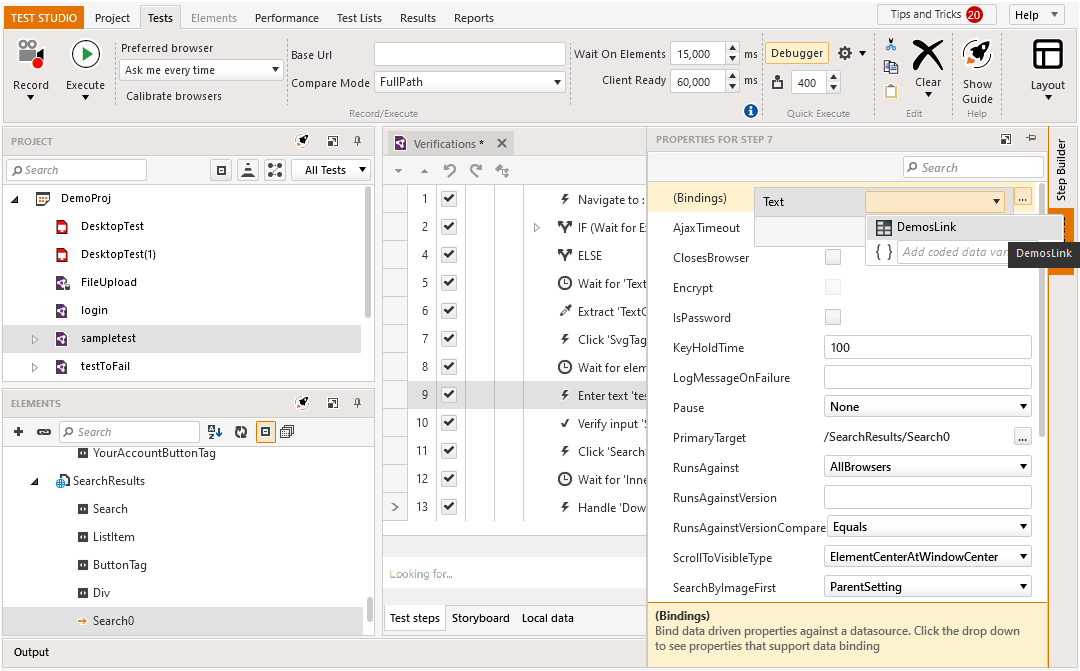 TEST STUDIO Project Tests Elements Performance Test Lists Results Reports Tips and Tricks 20 Help
Record
Execute
Preferred browser
Ask me every time
Calibrate browsers
Base Url
Compare Mode FullPath
Record/Execute
Wait On Elements 15,000 ms
Client Ready 60,000 ms
Debugger
400
Quick Execute
Clear
Edit
Show
Guide
Help
Layout
PROJECT
Search
All Tests
DemoProj
DesktopTest
DesktopTest(1)
FileUpload
login
sampletest
testToFail
ELEMENTS
Search
YourAccountButtonTag
SearchResults
Search
ListItem
ButtonTag
Div
Search0
Verifications *
1 Navigate to :
2 IF (Wait for E
4 ELSE
5 Wait for 'Text
6 Extract 'TextC
7 Click 'SvgTag
8 Wait for elem
9 Enter text 'tes
10 Verify input 'S
11 Click 'Search
12 Wait for 'Inne
13 Handle 'Dow
Looking for...
Test steps Storyboard Local data
PROPERTIES FOR STEP 7
Search
(Bindings) Text ...
DemosLink
{ } Add coded data var
DemosLink
AjaxTimeout
ClosesBrowser
Encrypt
IsPassword
KeyHoldTime 100
LogMessageOnFailure
Pause None
PrimaryTarget /SearchResults/Search0 ...
RunsAgainst AllBrowsers
RunsAgainstVersion
RunsAgainstVersionCompare Equals
ScrollToVisibleType ElementCenterAtWindowCenter
SearchByImageFirst ParentSetting
(Bindings)
Bind data driven properties against a datasource. Click the drop down
to see properties that support data binding
Step Builder
Output